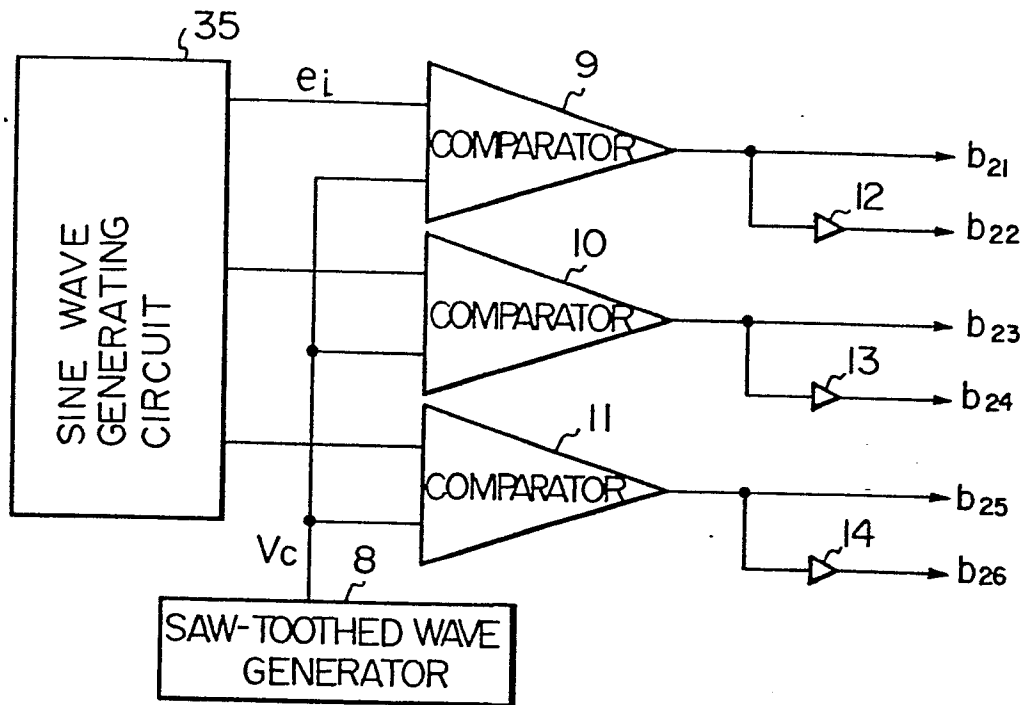 35
ei
9
COMPARATOR
b21
12
b22
SINE WAVE
GENERATING
CIRCUIT
10
COMPARATOR
b23
13
b24
11
COMPARATOR
b25
14
b26
Vc
8
SAW-TOOTHED WAVE
GENERATOR